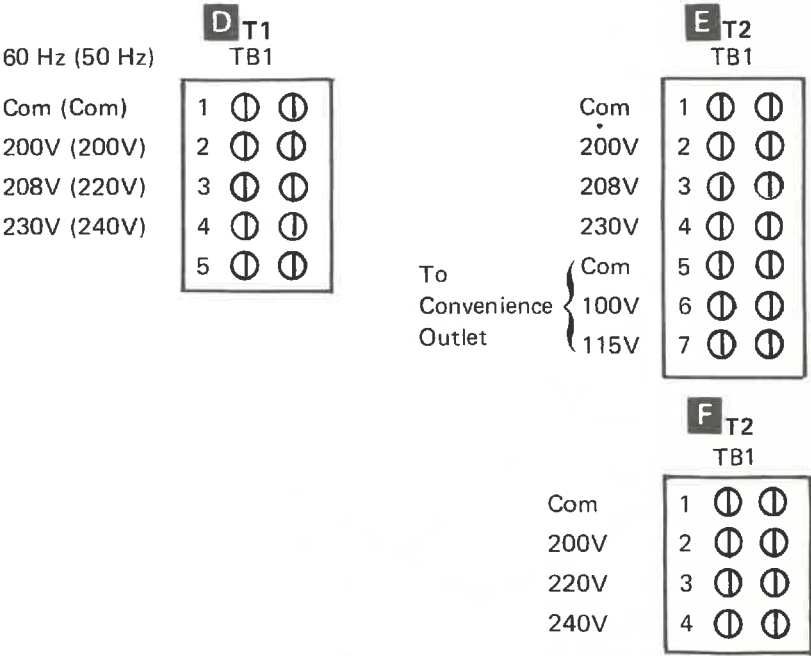 D T1
60 Hz (50 Hz) TB1
Com (Com) 1
200V (200V) 2
208V (220V) 3
230V (240V) 4
5
E T2
TB1
Com 1
200V 2
208V 3
230V 4
To Convenience Outlet
Com 5
100V 6
115V 7
F T2
TB1
Com 1
200V 2
220V 3
240V 4